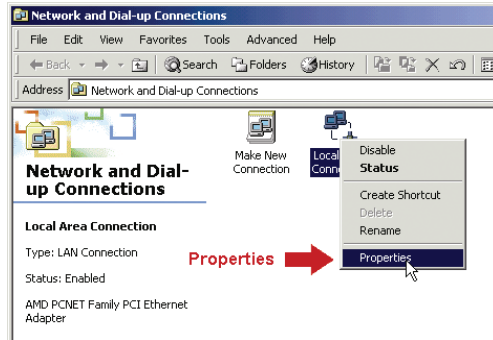 Network and Dial-up Connections
File Edit View Favorites Tools Advanced Help
Back Search Folders History
Address Network and Dial-up Connections
Network and Dial-up Connections
Local Area Connection
Type: LAN Connection
Status: Enabled
AMD PCNET Family PCI Ethernet
Adapter
Make New
Connection
Local
Conn
Disable
Status
Create Shortcut
Delete
Rename
Properties
Properties